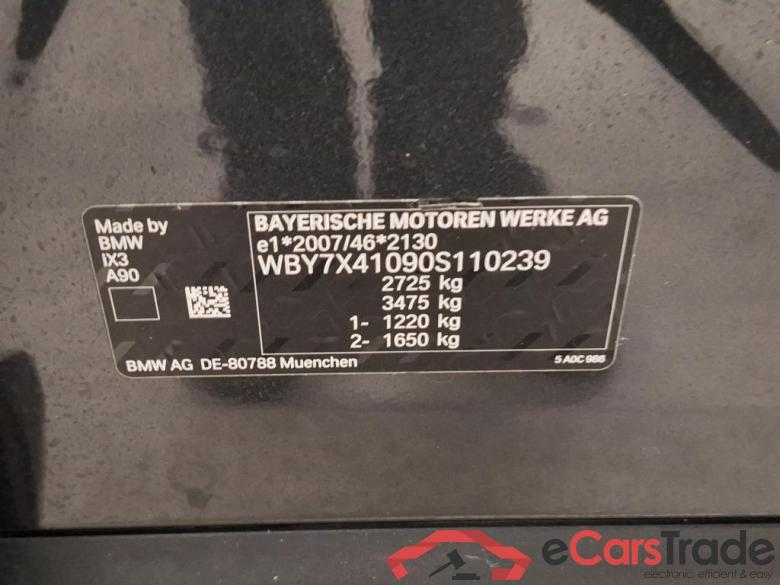 Made by
BMW
IX3
A90
BAYERISCHE MOTOREN WERKE AG
e1*2007/46*2130
WBY7X41090S110239
2725 kg
3475 kg
1- 1220 kg
2- 1650 kg
BMW AG DE-80788 Muenchen
5 A0C 986
eCarsTrade
electronic, efficient & easy